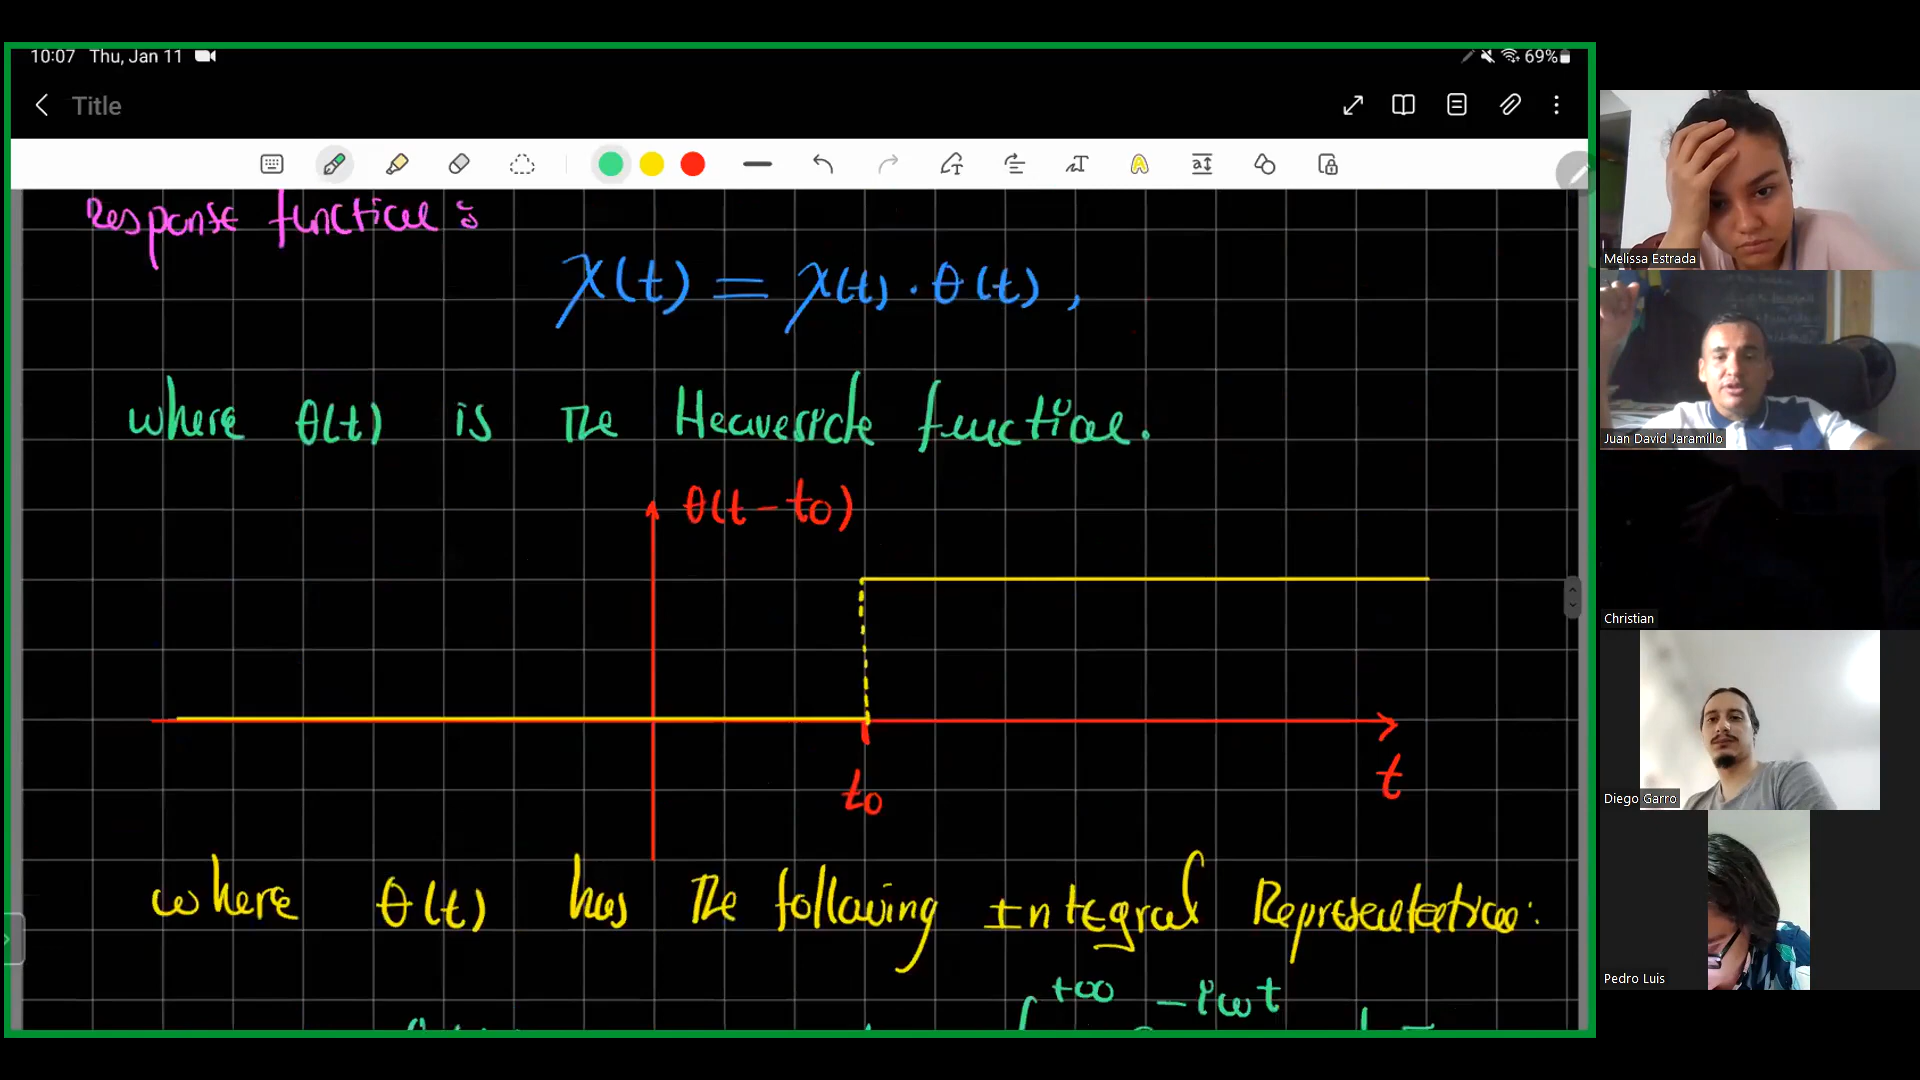 10:07 Thu, Jan 11
69%
Title
Response function :
χ(t) = χ(t) · θ(t) ,
where θ(t) is The Heaviside function.
θ(t - t0)
t0
t
where θ(t) has The following Integral Representation:
+∞ -iωt
Melissa Estrada
Juan David Jaramillo
Christian
Diego Garro
Pedro Luis